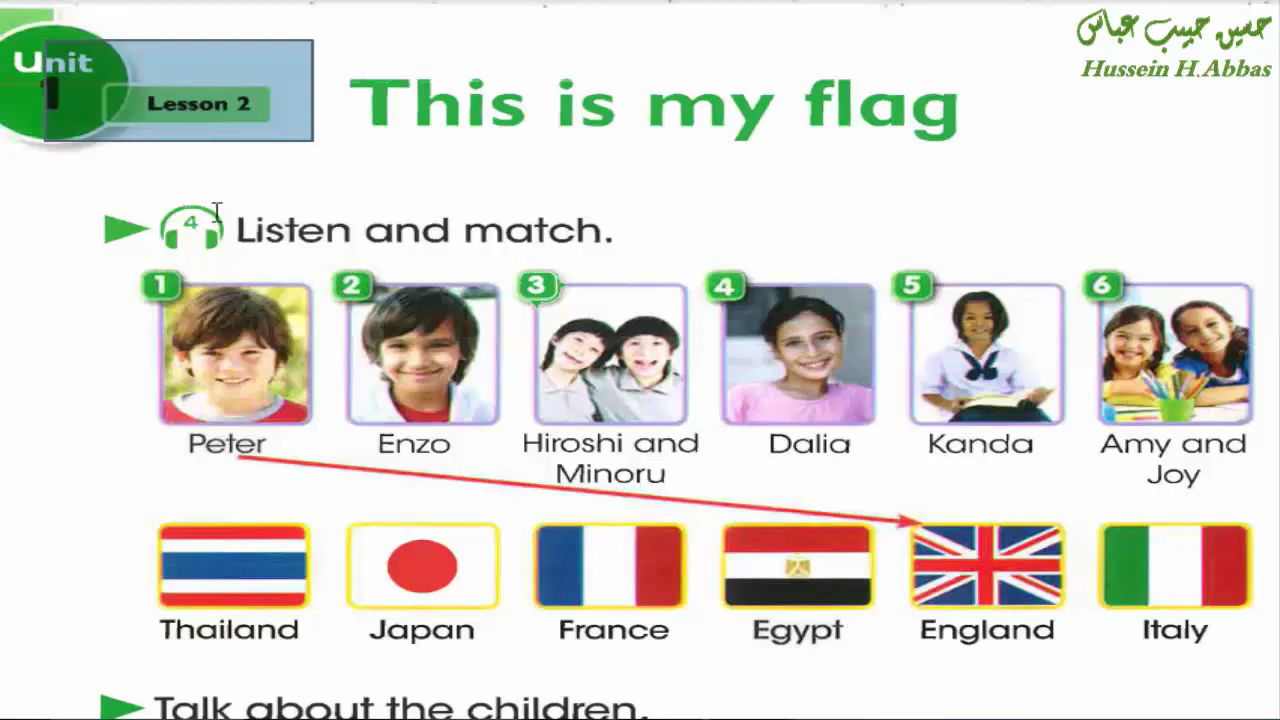 حسين حبيب عباس
Hussein H.Abbas
Unit
1
Lesson 2
This is my flag
4
Listen and match.
1 2 3 4 5 6
Peter Enzo Hiroshi and Minoru Dalia Kanda Amy and Joy
Thailand Japan France Egypt England Italy
Talk about the children.